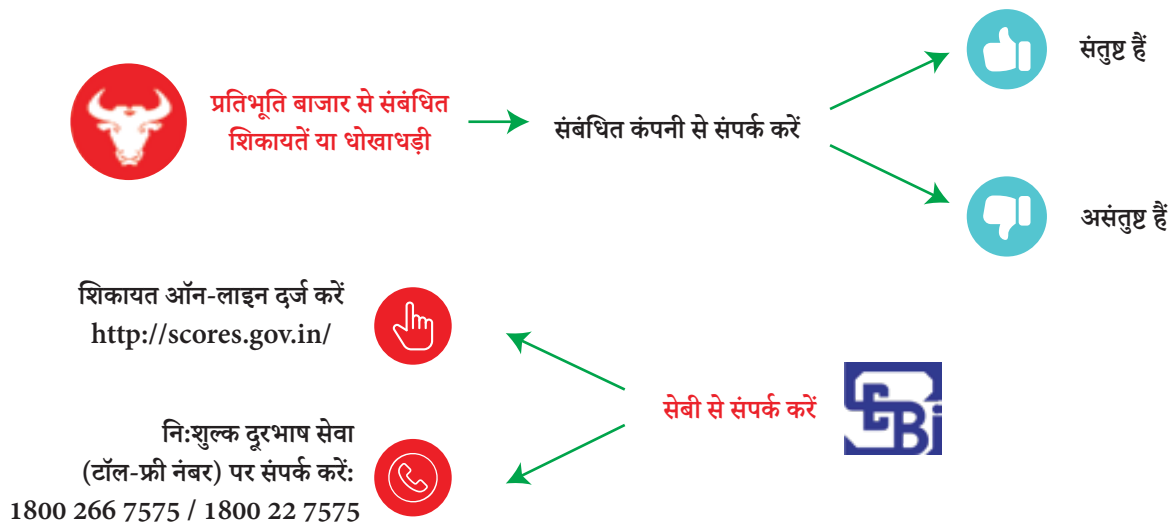 प्रतिभूति बाजार से संबंधित
शिकायतें या धोखाधड़ी
संबंधित कंपनी से संपर्क करें
संतुष्ट हैं
असंतुष्ट हैं
सेबी से संपर्क करें
SEBi
शिकायत ऑन-लाइन दर्ज करें
http://scores.gov.in/
नि:शुल्क दूरभाष सेवा
(टॉल-फ्री नंबर) पर संपर्क करें:
1800 266 7575 / 1800 22 7575